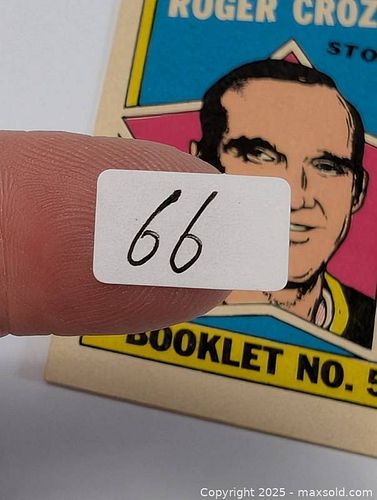 ROGER CROZ
STO
66
BOOKLET NO. 5
Copyright © 2025 - maxsold.com